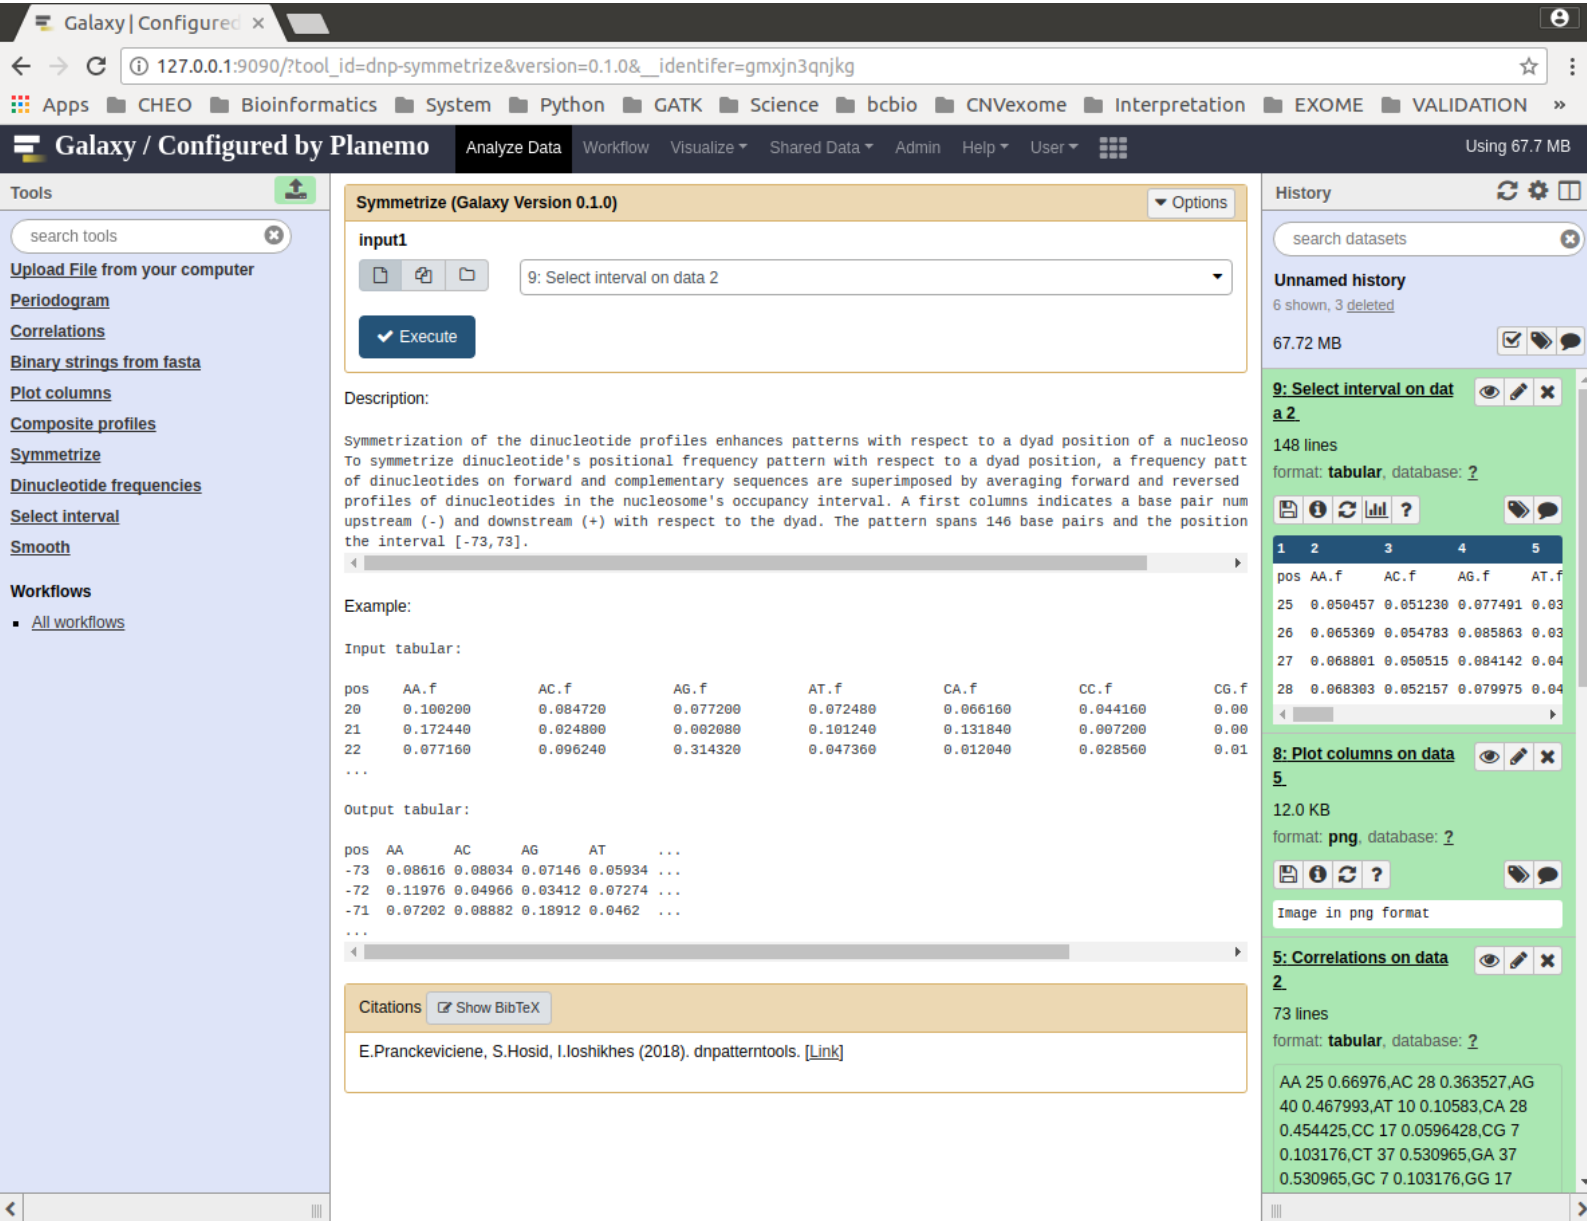 Galaxy | Configured
127.0.0.1:9090/?tool_id=dnp-symmetrize&version=0.1.0&__identifer=gmxjn3qnjkg
Apps CHEO Bioinformatics System Python GATK Science bcbio CNVexome Interpretation EXOME VALIDATION »
Galaxy / Configured by Planemo Analyze Data Workflow Visualize Shared Data Admin Help User Using 67.7 MB
Tools
search tools
Upload File from your computer
Periodogram
Correlations
Binary strings from fasta
Plot columns
Composite profiles
Symmetrize
Dinucleotide frequencies
Select interval
Smooth
Workflows
All workflows
Symmetrize (Galaxy Version 0.1.0)
Options
input1
9: Select interval on data 2
Execute
Description:
Symmetrization of the dinucleotide profiles enhances patterns with respect to a dyad position of a nucleoso
To symmetrize dinucleotide's positional frequency pattern with respect to a dyad position, a frequency patt
of dinucleotides on forward and complementary sequences are superimposed by averaging forward and reversed
profiles of dinucleotides in the nucleosome's occupancy interval. A first columns indicates a base pair num
upstream (-) and downstream (+) with respect to the dyad. The pattern spans 146 base pairs and the position
the interval [-73,73].
Example:
Input tabular:
pos AA.f AC.f AG.f AT.f CA.f CC.f CG.f
20 0.100200 0.084720 0.077200 0.072480 0.066160 0.044160 0.00
21 0.172440 0.024800 0.002080 0.101240 0.131840 0.007200 0.00
22 0.077160 0.096240 0.314320 0.047360 0.012040 0.028560 0.01
...
Output tabular:
pos AA AC AG AT ...
-73 0.08616 0.08034 0.07146 0.05934 ...
-72 0.11976 0.04966 0.03412 0.07274 ...
-71 0.07202 0.08882 0.18912 0.0462 ...
...
Citations Show BibTeX
E.Pranckeviciene, S.Hosid, I.Ioshikhes (2018). dnpatterntools. [Link]
History
search datasets
Unnamed history
6 shown, 3 deleted
67.72 MB
9: Select interval on dat
a 2
148 lines
format: tabular, database: ?
1 2 3 4 5
pos AA.f AC.f AG.f AT.f
25 0.050457 0.051230 0.077491 0.03
26 0.065369 0.054783 0.085863 0.03
27 0.068801 0.050515 0.084142 0.04
28 0.068303 0.052157 0.079975 0.04
8: Plot columns on data
5
12.0 KB
format: png, database: ?
Image in png format
5: Correlations on data
2
73 lines
format: tabular, database: ?
AA 25 0.66976,AC 28 0.363527,AG
40 0.467993,AT 10 0.10583,CA 28
0.454425,CC 17 0.0596428,CG 7
0.103176,CT 37 0.530965,GA 37
0.530965,GC 7 0.103176,GG 17